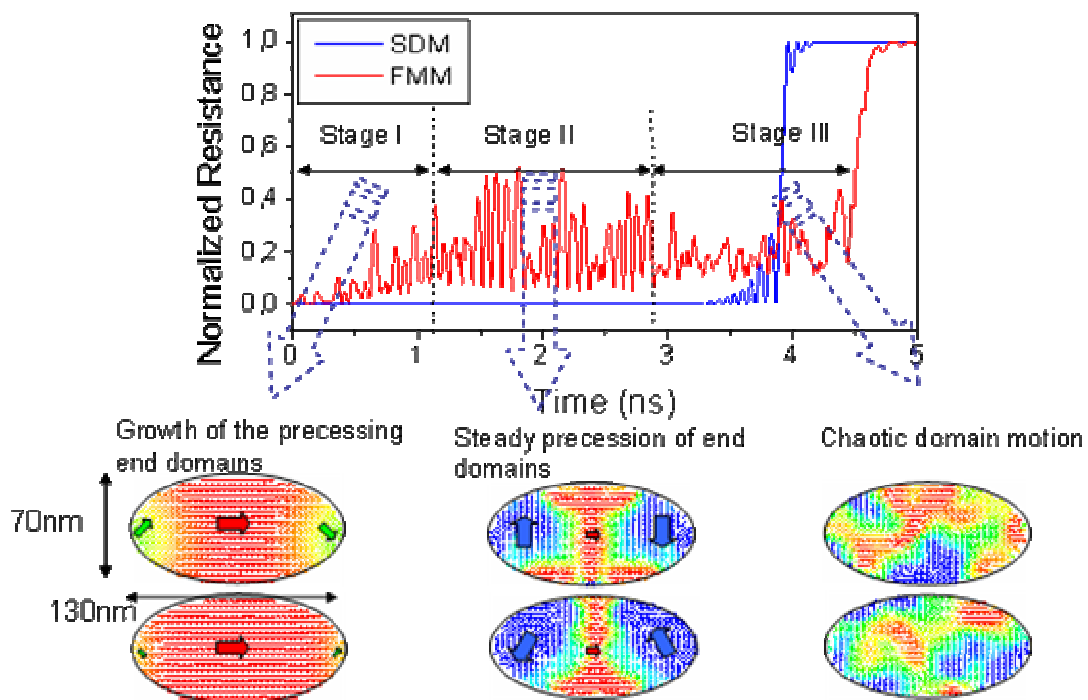 1,0
0,8
0,6
0,4
0,2
0,0
Normalized Resistance
SDM
FMM
Stage I
Stage II
Stage III
0
1
2
3
4
5
Time (ns)
Growth of the precessing
end domains
Steady precession of end
domains
Chaotic domain motion
70nm
130nm